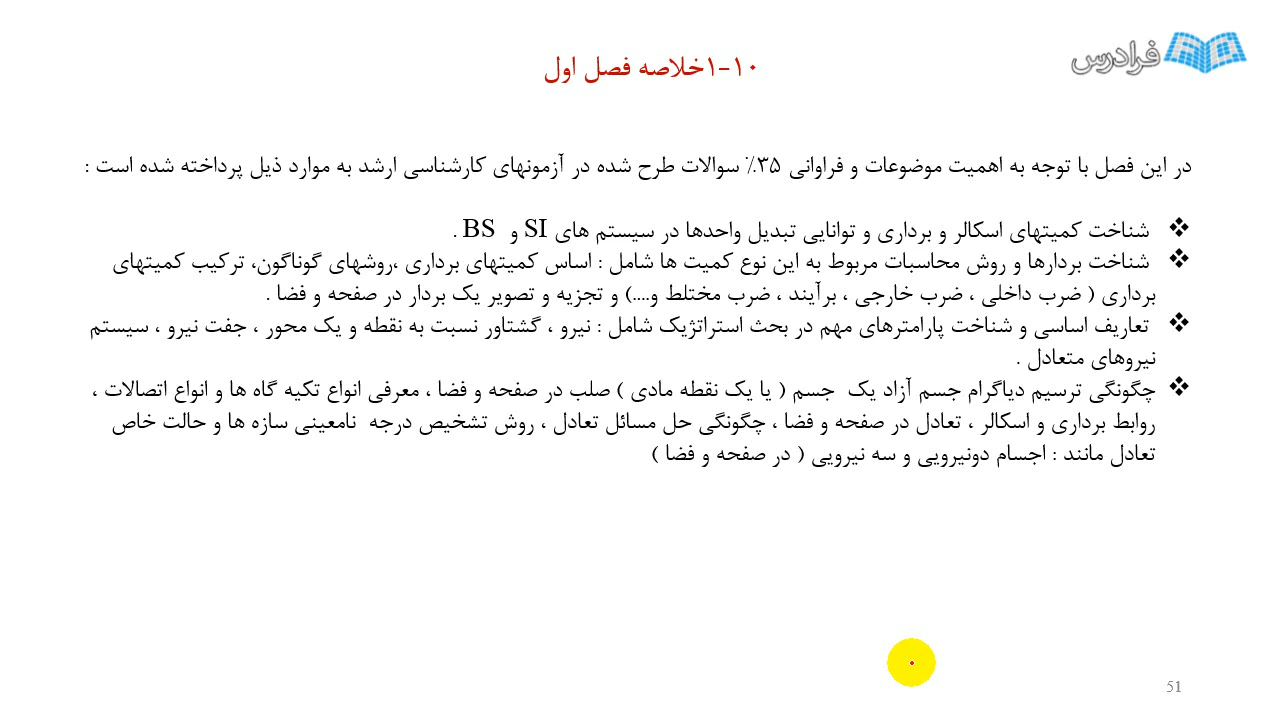 فرادرس
۱-۱۰خلاصه فصل اول
در این فصل با توجه به اهمیت موضوعات و فراوانی ۳۵٪ سوالات طرح شده در آزمونهای کارشناسی ارشد به موارد ذیل پرداخته شده است :
❖ شناخت کمیتهای اسکالر و برداری و توانایی تبدیل واحدها در سیستم های SI و BS .
❖ شناخت بردارها و روش محاسبات مربوط به این نوع کمیت ها شامل : اساس کمیتهای برداری ،روشهای گوناگون، ترکیب کمیتهای
برداری ( ضرب داخلی ، ضرب خارجی ، برآیند ، ضرب مختلط و....) و تجزیه و تصویر یک بردار در صفحه و فضا .
❖ تعاریف اساسی و شناخت پارامترهای مهم در بحث استراتژیک شامل : نیرو ، گشتاور نسبت به نقطه و یک محور ، جفت نیرو ، سیستم
نیروهای متعادل .
❖ چگونگی ترسیم دیاگرام جسم آزاد یک جسم ( یا یک نقطه مادی ) صلب در صفحه و فضا ، معرفی انواع تکیه گاه ها و انواع اتصالات ،
روابط برداری و اسکالر ، تعادل در صفحه و فضا ، چگونگی حل مسائل تعادل ، روش تشخیص درجه نامعینی سازه ها و حالت خاص
تعادل مانند : اجسام دونیرویی و سه نیرویی ( در صفحه و فضا )
51